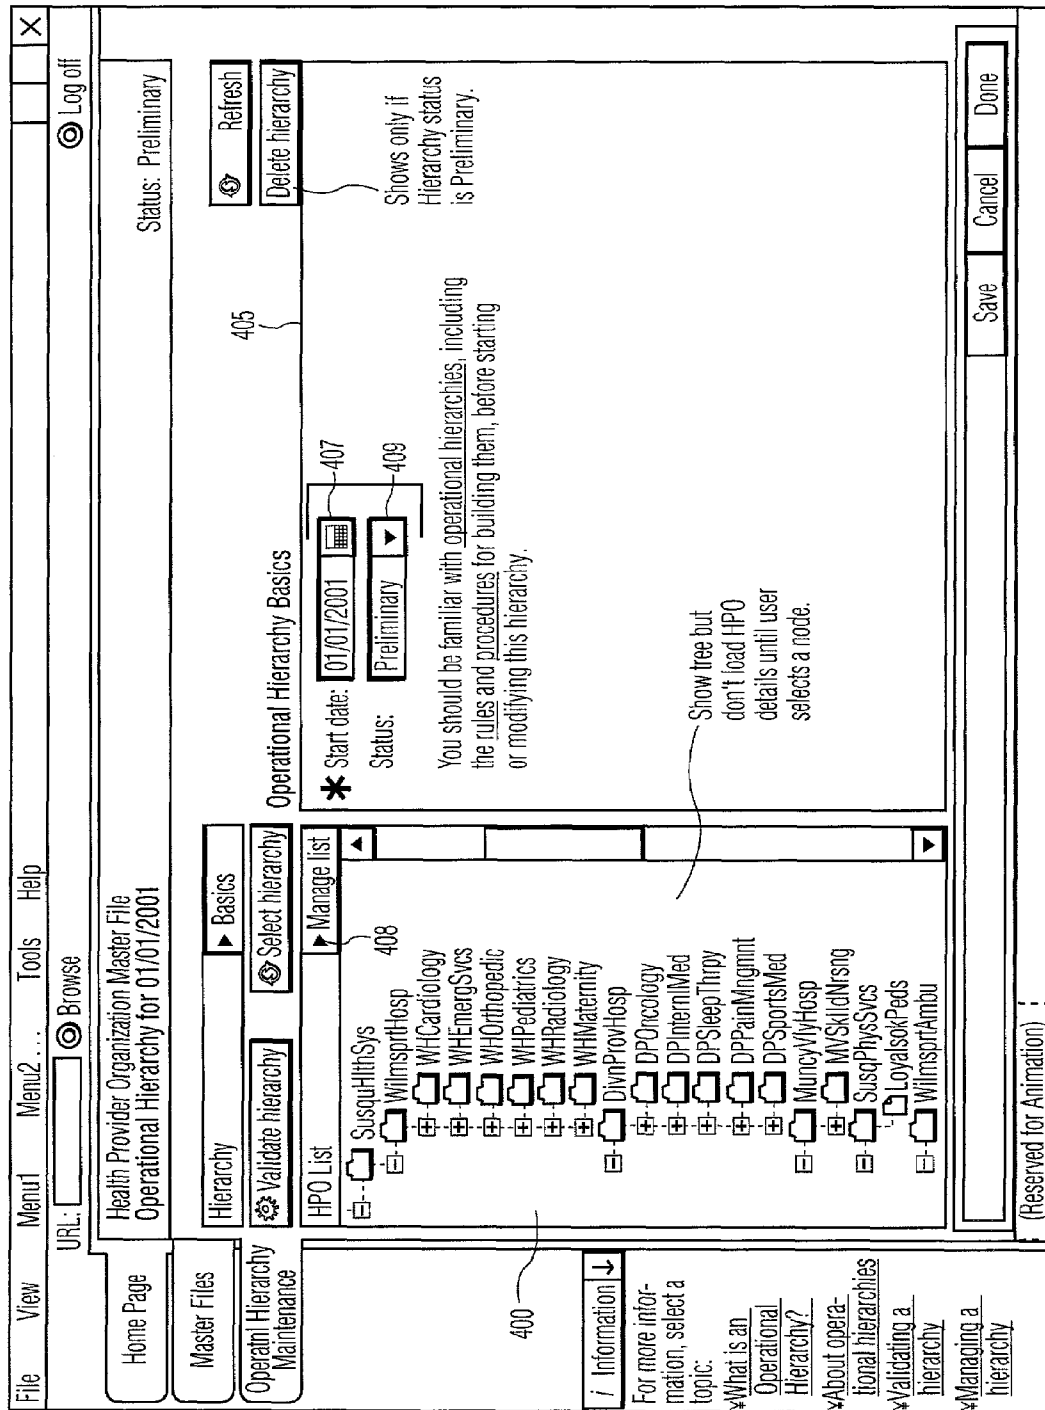 File View Menu1 Menu2... Tools Help X
URL: Browse Log off
Home Page
Master Files
Operatnl Hierarchy
Maintenance
Health Provider Organization Master File
Operational Hierarchy for 01/01/2001
Status: Preliminary
Hierarchy ▶ Basics
Validate hierarchy Select hierarchy
Refresh
Delete hierarchy
HPO List ▶ Manage list
408
SusquHlthSys
WilmsprtHosp
WHCardiology
WHEmergSvcs
WHOrthopedic
WHPediatrics
WHRadiology
WHMaternity
DivnProvHosp
DPOncology
DPInternlMed
DPSleepThrpy
DPPainMngmnt
DPSportsMed
MuncyVlyHosp
MVSkilldNrsng
SusqPhysSvcs
LoyalsokPeds
WilmsprtAmbu
400
Operational Hierarchy Basics
405
* Start date: 01/01/2001
407
Status: Preliminary
409
You should be familiar with operational hierarchies, including
the rules and procedures for building them, before starting
or modifying this hierarchy.
Shows only if
Hierarchy status
is Preliminary.
Show tree but
don't load HPO
details until user
selects a node.
i Information ↓
For more infor-
mation, select a
topic:
¥What is an
Operational
Hierarchy?
¥About opera-
tional hierarchies
¥Validating a
hierarchy
¥Managing a
hierarchy
Save Cancel Done
(Reserved for Animation)